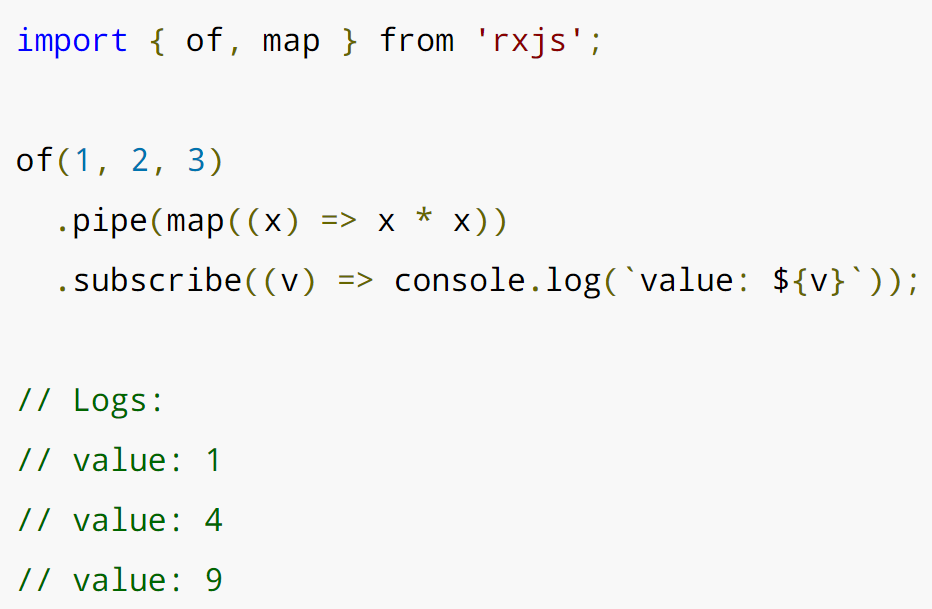 import { of, map } from 'rxjs';
of(1, 2, 3)
.pipe(map((x) => x * x))
.subscribe((v) => console.log(`value: ${v}`));
// Logs:
// value: 1
// value: 4
// value: 9